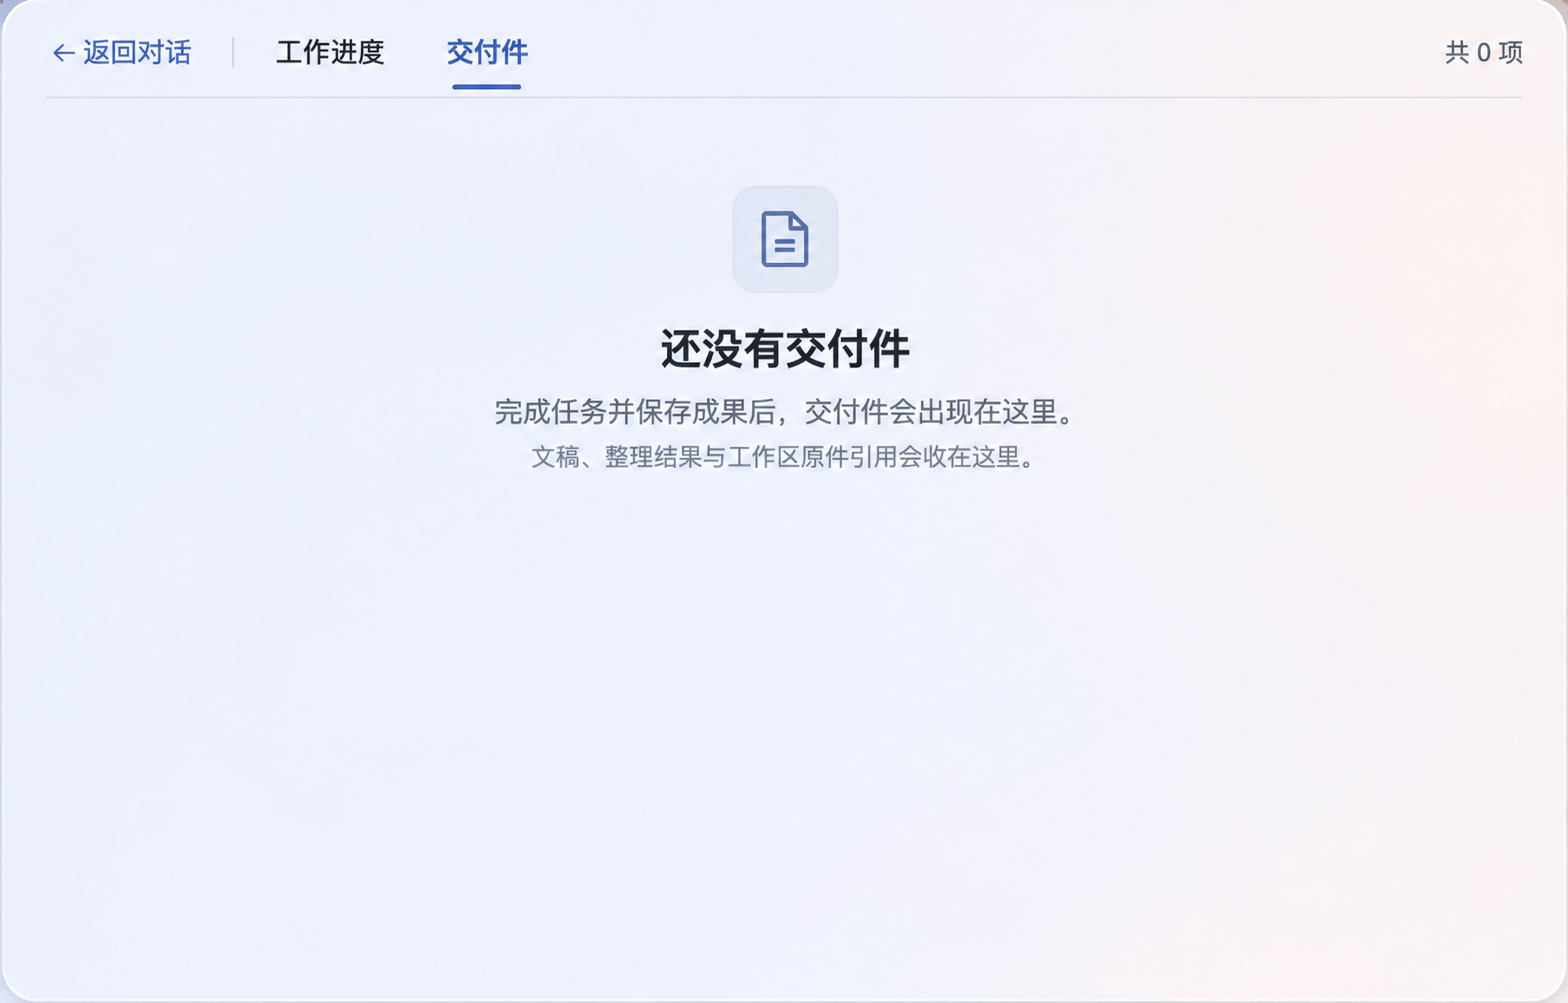 ← 返回对话 工作进度 交付件 共 0 项
还没有交付件
完成任务并保存成果后，交付件会出现在这里。
文稿、整理结果与工作区原件引用会收在这里。